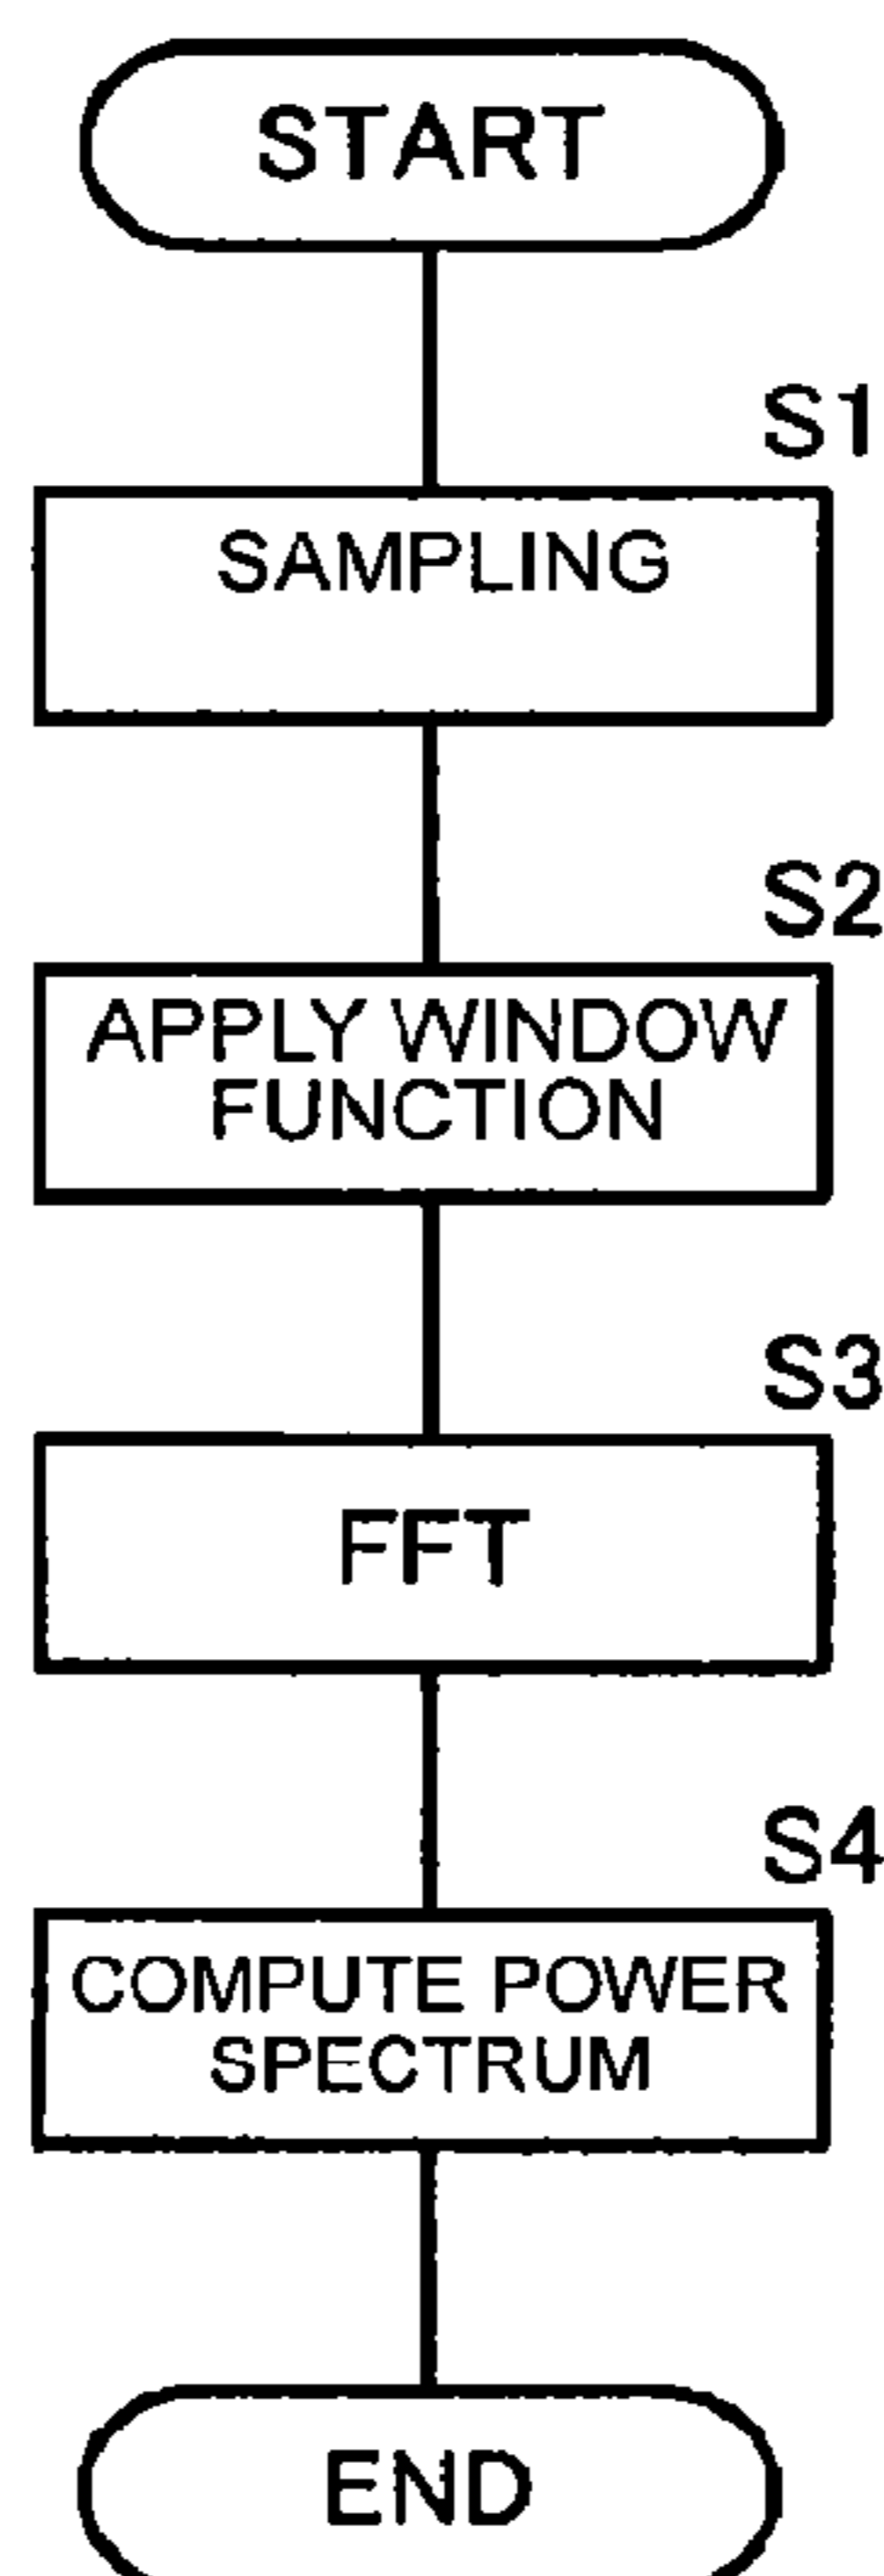 START
S1
SAMPLING
S2
APPLY WINDOW
FUNCTION
S3
FFT
S4
COMPUTE POWER
SPECTRUM
END